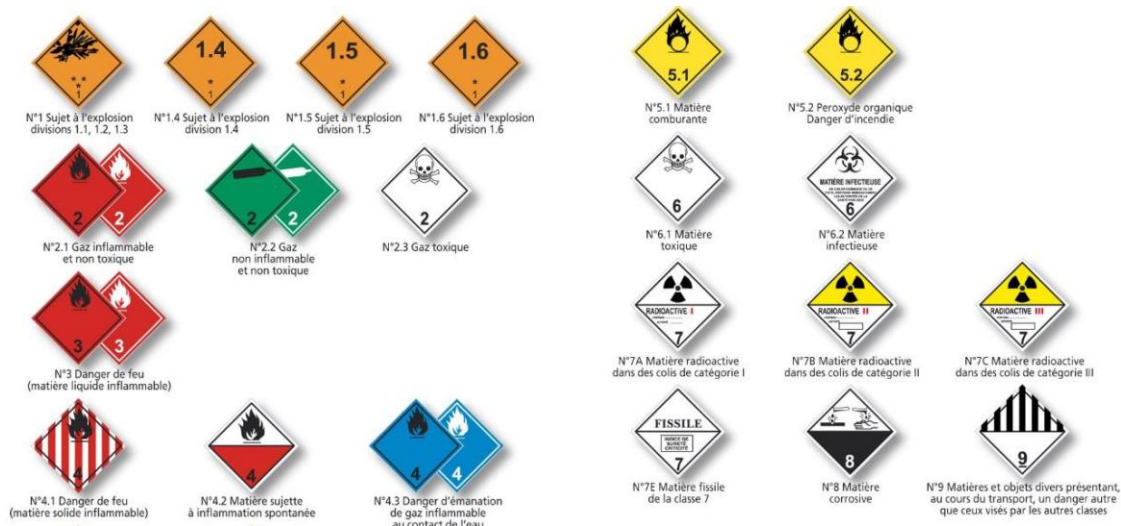 1
N°1 Sujet à l'explosion
divisions 1.1, 1.2, 1.3
1.4
1
N°1.4 Sujet à l'explosion
division 1.4
1.5
1
N°1.5 Sujet à l'explosion
division 1.5
1.6
1
N°1.6 Sujet à l'explosion
division 1.6
2
2
N°2.1 Gaz inflammable
et non toxique
2
2
N°2.2 Gaz
non inflammable
et non toxique
2
N°2.3 Gaz toxique
3
3
N°3 Danger de feu
(matière liquide inflammable)
4
N°4.1 Danger de feu
(matière solide inflammable)
4
N°4.2 Matière sujette
à inflammation spontanée
4
4
N°4.3 Danger d'émanation
de gaz inflammable
au contact de l'eau
5.1
N°5.1 Matière
comburante
5.2
N°5.2 Peroxyde organique
Danger d'incendie
6
N°6.1 Matière
toxique
MATIÈRE INFECTIEUSE
6
N°6.2 Matière
infectieuse
RADIOACTIVE I
7
N°7A Matière radioactive
dans des colis de catégorie I
RADIOACTIVE II
7
N°7B Matière radioactive
dans des colis de catégorie II
RADIOACTIVE III
7
N°7C Matière radioactive
dans des colis de catégorie III
FISSILE
INDICE DE
SURETÉ
CRITICITÉ
7
N°7E Matière fissile
de la classe 7
8
N°8 Matière
corrosive
9
N°9 Matières et objets divers présentant,
au cours du transport, un danger autre
que ceux visés par les autres classes